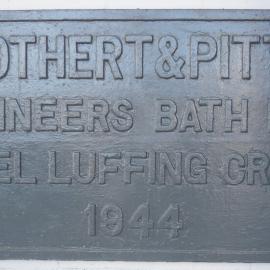 OTHERT&PITT
INEERS BATH
EL LUFFING CR
1944